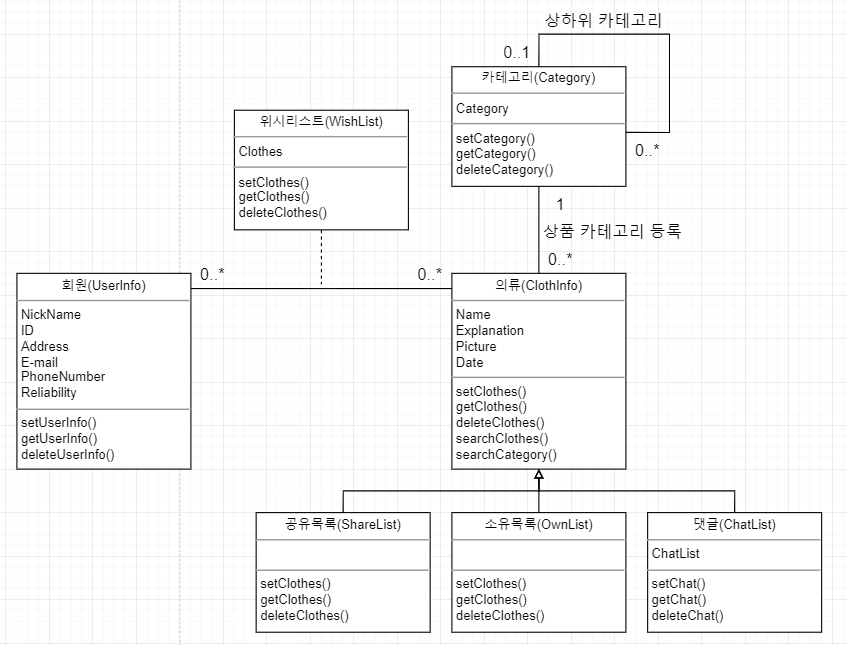 상하위 카테고리
0..1
카테고리(Category)
Category
setCategory()
getCategory()
deleteCategory()
0..*
위시리스트(WishList)
Clothes
setClothes()
getClothes()
deleteClothes()
1
상품 카테고리 등록
0..*
0..*
0..*
회원(UserInfo)
NickName
ID
Address
E-mail
PhoneNumber
Reliability
setUserInfo()
getUserInfo()
deleteUserInfo()
의류(ClothInfo)
Name
Explanation
Picture
Date
setClothes()
getClothes()
deleteClothes()
searchClothes()
searchCategory()
공유목록(ShareList)
setClothes()
getClothes()
deleteClothes()
소유목록(OwnList)
setClothes()
getClothes()
deleteClothes()
댓글(ChatList)
ChatList
setChat()
getChat()
deleteChat()